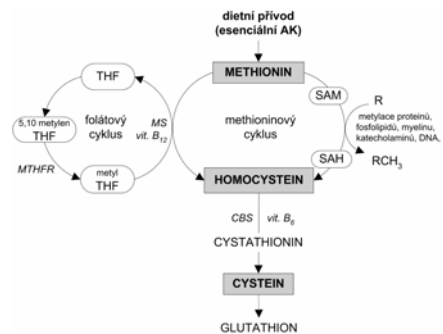 dietní přívod
(esenciální AK)
METHIONIN
THF
SAM
5,10 metylen
THF
folátový
cyklus
MS
vit. B12
methioninový
cyklus
R
metylace proteinů,
fosfolipidů, myelinu,
katecholaminů, DNA,
MTHFR
metyl
THF
SAH
RCH3
HOMOCYSTEIN
CBS
vit. B6
CYSTATHIONIN
CYSTEIN
GLUTATHION